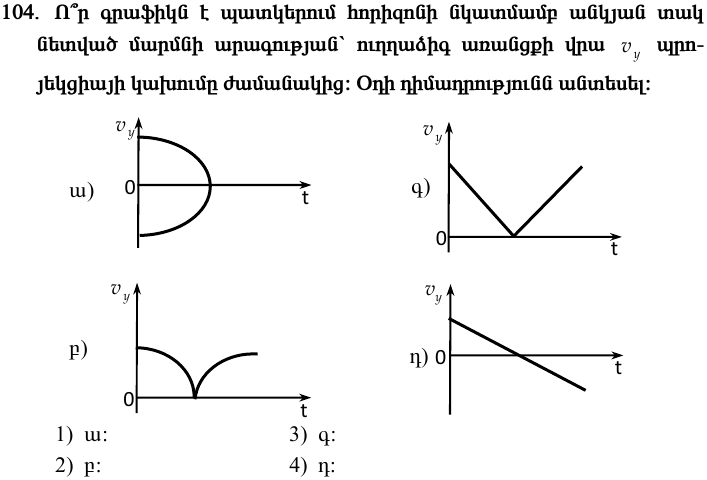 104. Ո՞ր գրաֆիկն է պատկերում հորիզոնի նկատմամբ անկյան տակ
նետված մարմնի արագության՝ ուղղաձիգ առանցքի վրա v_y պրո-
յեկցիայի կախումը ժամանակից: Օդի դիմադրությունն անտեսել:
v_y
0
t
ա)
v_y
0
t
գ)
v_y
0
t
բ)
v_y
դ) 0
t
1) ա:
3) գ:
2) բ:
4) դ: